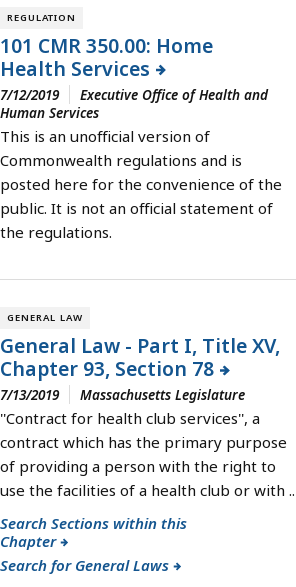 REGULATION
101 CMR 350.00: Home
Health Services
7/12/2019 Executive Office of Health and
Human Services
This is an unofficial version of
Commonwealth regulations and is
posted here for the convenience of the
public. It is not an official statement of
the regulations.
GENERAL LAW
General Law - Part I, Title XV,
Chapter 93, Section 78
7/13/2019 Massachusetts Legislature
"Contract for health club services", a
contract which has the primary purpose
of providing a person with the right to
use the facilities of a health club or with ..
Search Sections within this
Chapter
Search for General Laws